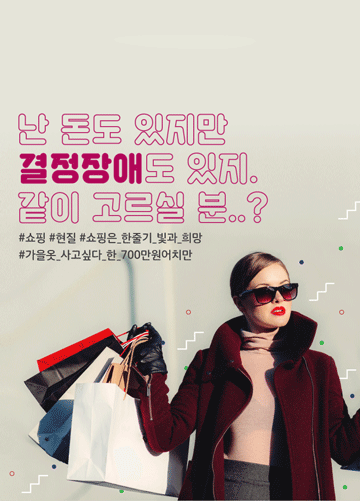 난 돈도 있지만
결정장애도 있지.
같이 고르실 분..?
#쇼핑 #현질 #쇼핑은_한줄기_빛과_희망
#가을옷_사고싶다_한_700만원어치만